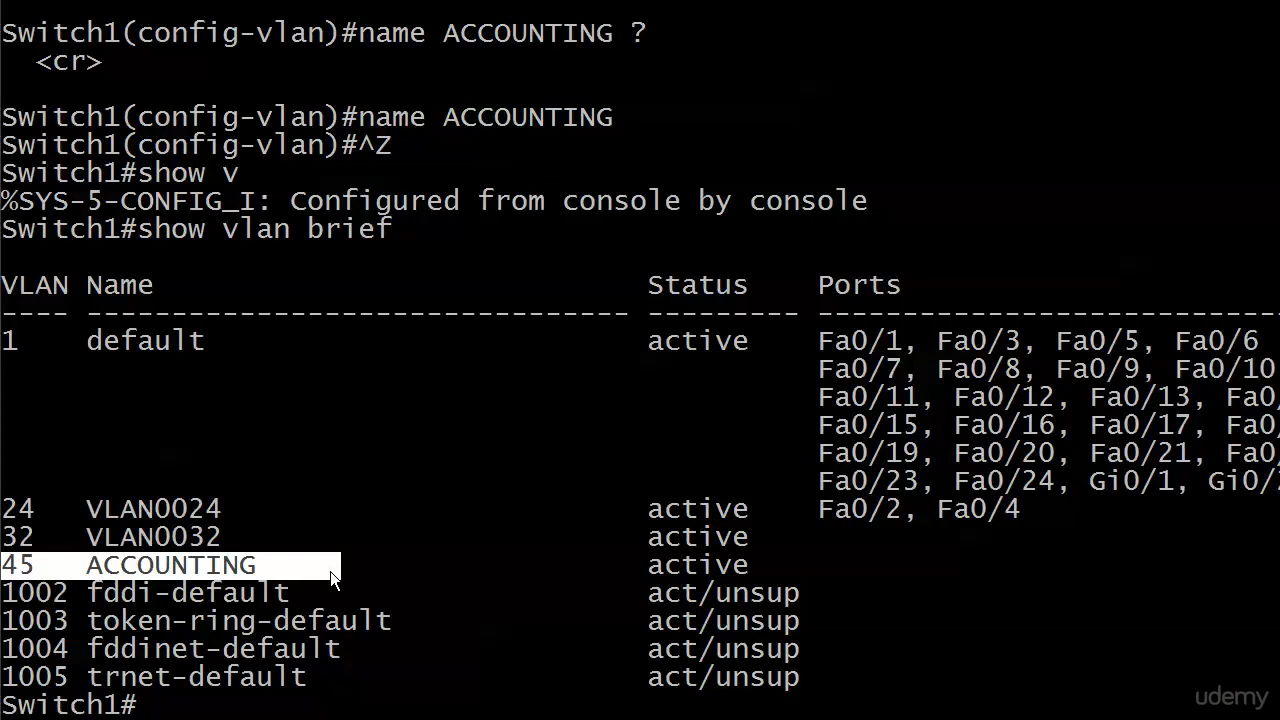 Switch1(config-vlan)#name ACCOUNTING ?
<cr>
Switch1(config-vlan)#name ACCOUNTING
Switch1(config-vlan)#^Z
Switch1#show v
%SYS-5-CONFIG_I: Configured from console by console
Switch1#show vlan brief
VLAN Name Status Ports
---- -------------------------------- --------- ----------------------------
1 default active Fa0/1, Fa0/3, Fa0/5, Fa0/6
Fa0/7, Fa0/8, Fa0/9, Fa0/10
Fa0/11, Fa0/12, Fa0/13, Fa0/
Fa0/15, Fa0/16, Fa0/17, Fa0/
Fa0/19, Fa0/20, Fa0/21, Fa0/
Fa0/23, Fa0/24, Gi0/1, Gi0/
24 VLAN0024 active Fa0/2, Fa0/4
32 VLAN0032 active
45 ACCOUNTING active
1002 fddi-default act/unsup
1003 token-ring-default act/unsup
1004 fddinet-default act/unsup
1005 trnet-default act/unsup
Switch1#
udemy